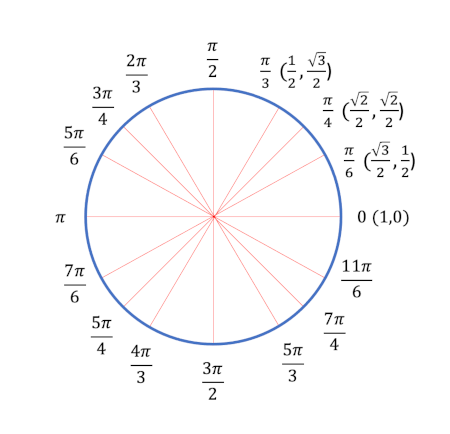 π/2
π/3 (1/2, √3/2)
2π/3
π/4 (√2/2, √2/2)
3π/4
π/6 (√3/2, 1/2)
5π/6
π
0 (1,0)
7π/6
11π/6
5π/4
7π/4
4π/3
5π/3
3π/2